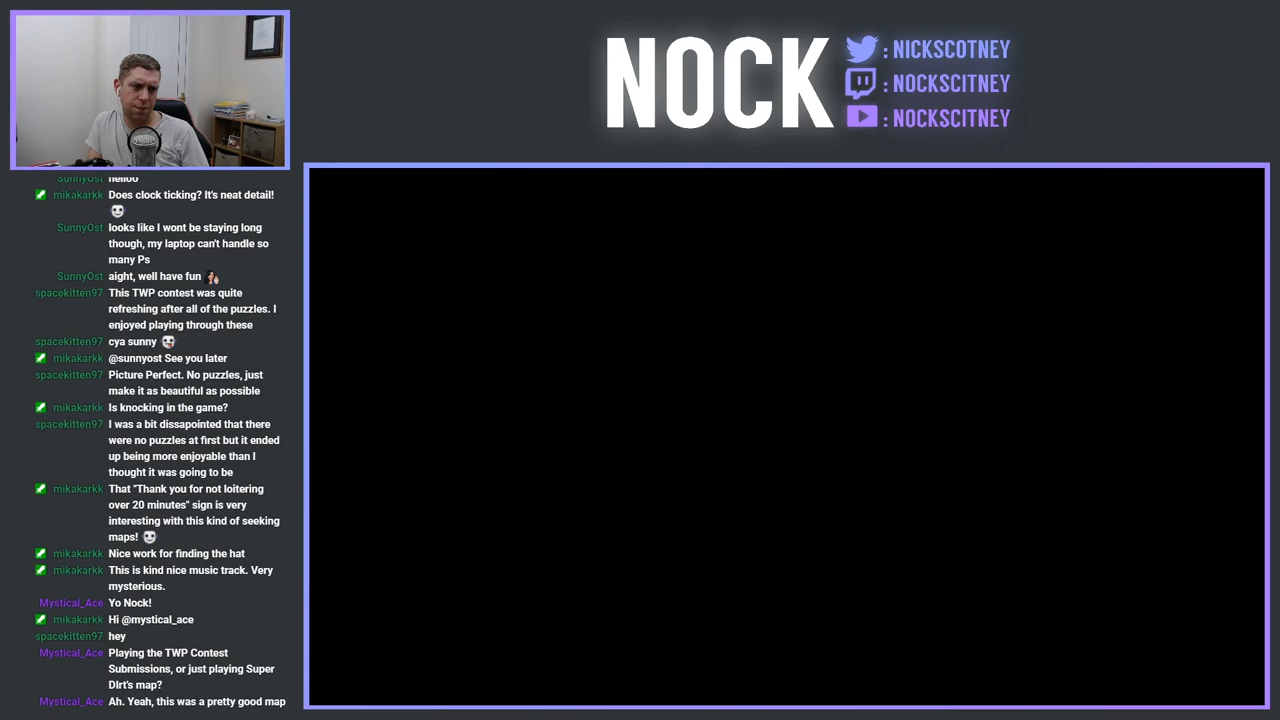 NOCK
: NICKSCOTNEY
: NOCKSCITNEY
: NOCKSCITNEY
SunnyOst helloo
mikakarkk Does clock ticking? It's neat detail!
SunnyOst looks like I wont be staying long
though, my laptop can't handle so
many Ps
SunnyOst aight, well have fun
spacekitten97 This TWP contest was quite
refreshing after all of the puzzles. I
enjoyed playing through these
spacekitten97 cya sunny
mikakarkk @sunnyost See you later
spacekitten97 Picture Perfect. No puzzles, just
make it as beautiful as possible
mikakarkk Is knocking in the game?
spacekitten97 I was a bit dissapointed that there
were no puzzles at first but it ended
up being more enjoyable than I
thought it was going to be
mikakarkk That "Thank you for not loitering
over 20 minutes" sign is very
interesting with this kind of seeking
maps!
mikakarkk Nice work for finding the hat
mikakarkk This is kind nice music track. Very
mysterious.
Mystical_Ace Yo Nock!
mikakarkk Hi @mystical_ace
spacekitten97 hey
Mystical_Ace Playing the TWP Contest
Submissions, or just playing Super
DIrt's map?
Mystical_Ace Ah. Yeah, this was a pretty good map